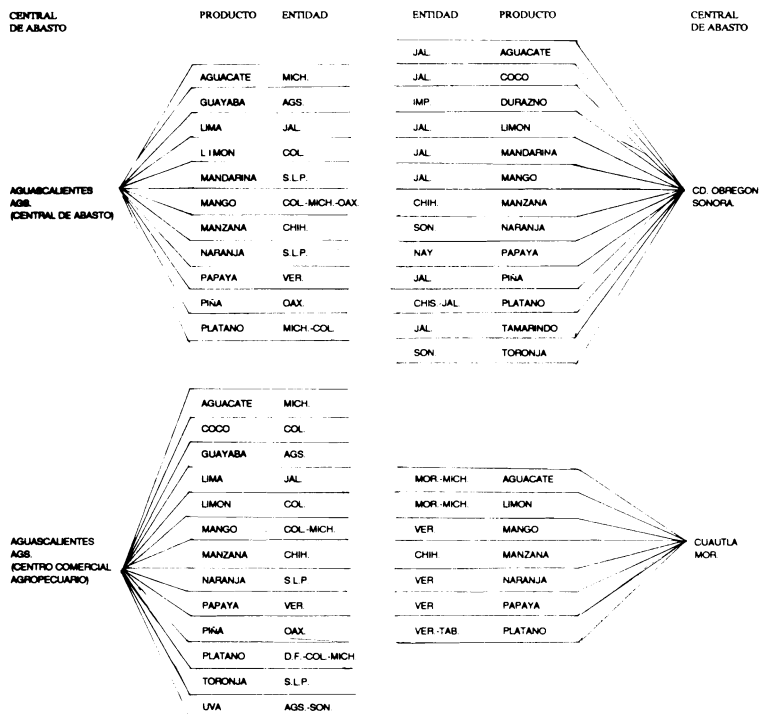 CENTRAL DE ABASTO PRODUCTO ENTIDAD
AGUASCALIENTES
AGS.
(CENTRAL DE ABASTO)
AGUACATE MICH.
GUAYABA AGS.
LIMA JAL.
LIMON COL.
MANDARINA S.L.P.
MANGO COL.-MICH.-OAX.
MANZANA CHIH.
NARANJA S.L.P.
PAPAYA VER.
PIÑA OAX.
PLATANO MICH.-COL.
ENTIDAD PRODUCTO CENTRAL DE ABASTO
JAL. AGUACATE
JAL. COCO
IMP. DURAZNO
JAL. LIMON
JAL. MANDARINA
JAL. MANGO
CHIH. MANZANA
SON. NARANJA
NAY PAPAYA
JAL. PIÑA
CHIS.-JAL. PLATANO
JAL. TAMARINDO
SON. TORONJA
CD. OBREGON
SONORA.
AGUASCALIENTES
AGS.
(CENTRO COMERCIAL
AGROPECUARIO)
AGUACATE MICH.
COCO COL.
GUAYABA AGS.
LIMA JAL.
LIMON COL.
MANGO COL.-MICH.
MANZANA CHIH.
NARANJA S.L.P
PAPAYA VER.
PIÑA OAX.
PLATANO D.F.-COL.-MICH
TORONJA S.L.P.
UVA AGS.-SON
MOR.-MICH. AGUACATE
MOR.-MICH. LIMON
VER. MANGO
CHIH. MANZANA
VER NARANJA
VER PAPAYA
VER.-TAB. PLATANO
CUAUTLA
MOR.